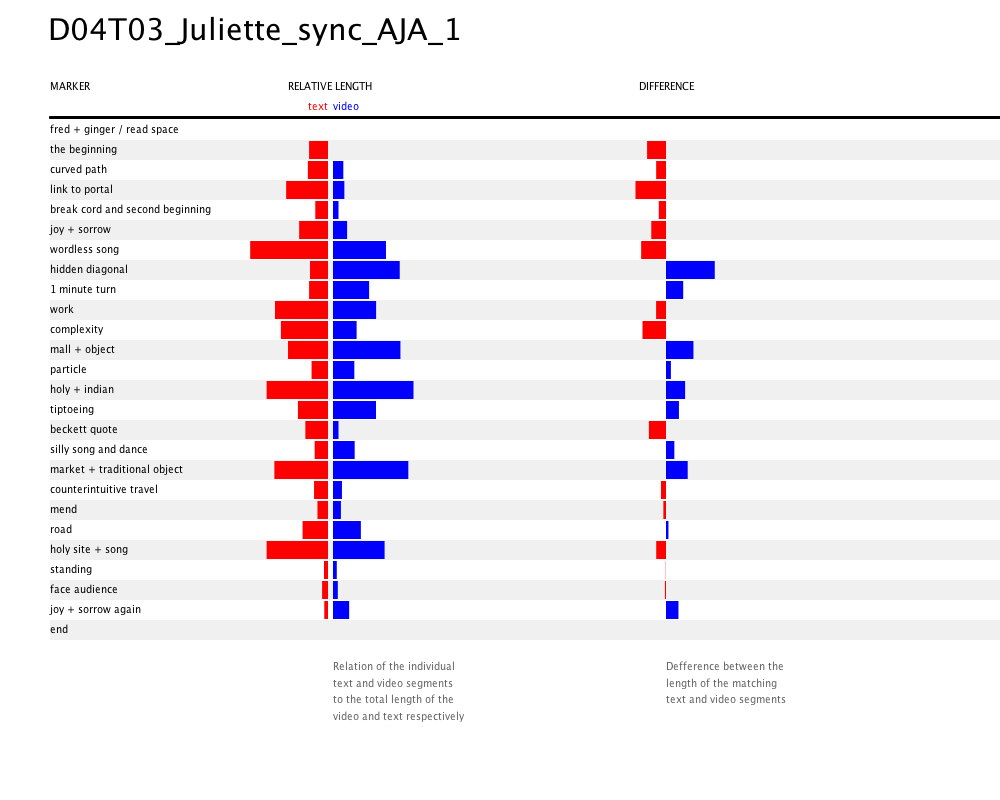 D04T03_Juliette_sync_AJA_1
MARKER RELATIVE LENGTH DIFFERENCE
text video
fred + ginger / read space
the beginning
curved path
link to portal
break cord and second beginning
joy + sorrow
wordless song
hidden diagonal
1 minute turn
work
complexity
mall + object
particle
holy + indian
tiptoeing
beckett quote
silly song and dance
market + traditional object
counterintuitive travel
mend
road
holy site + song
standing
face audience
joy + sorrow again
end
Relation of the individual
text and video segments
to the total length of the
video and text respectively
Defference between the
length of the matching
text and video segments